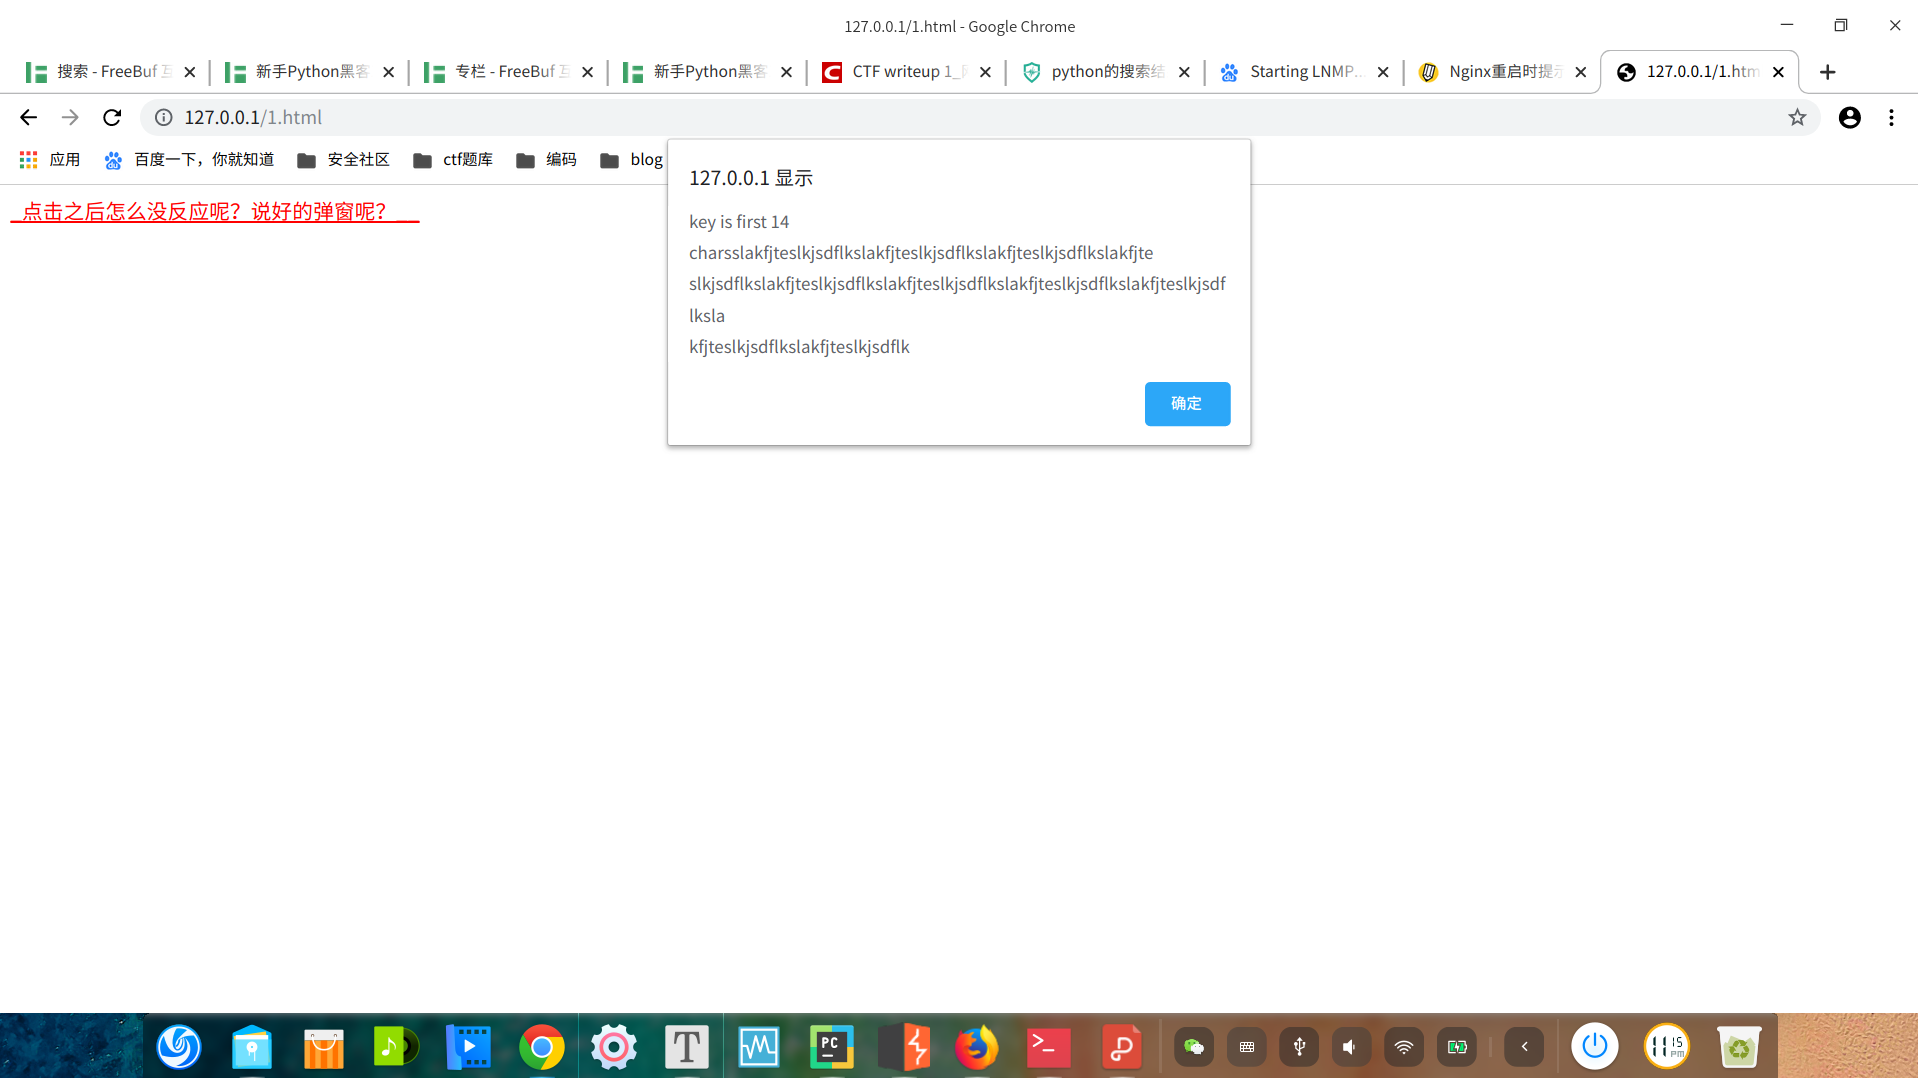 127.0.0.1/1.html - Google Chrome
搜索 - FreeBuf 互
新手Python黑客
专栏 - FreeBuf 互
新手Python黑客
CTF writeup 1_
python的搜索结
Starting LNMP...
Nginx重启时提示
127.0.0.1/1.htm
127.0.0.1/1.html
应用
百度一下，你就知道
安全社区
ctf题库
编码
blog
_点击之后怎么没反应呢？说好的弹窗呢？__
127.0.0.1 显示
key is first 14
charsslakfjteslkjsdflkslakfjteslkjsdflkslakfjteslkjsdflkslakfjte
slkjsdflkslakfjteslkjsdflkslakfjteslkjsdflkslakfjteslkjsdflkslakfjteslkjsdf
lksla
kfjteslkjsdflkslakfjteslkjsdflk
确定
PC
11 15
PM